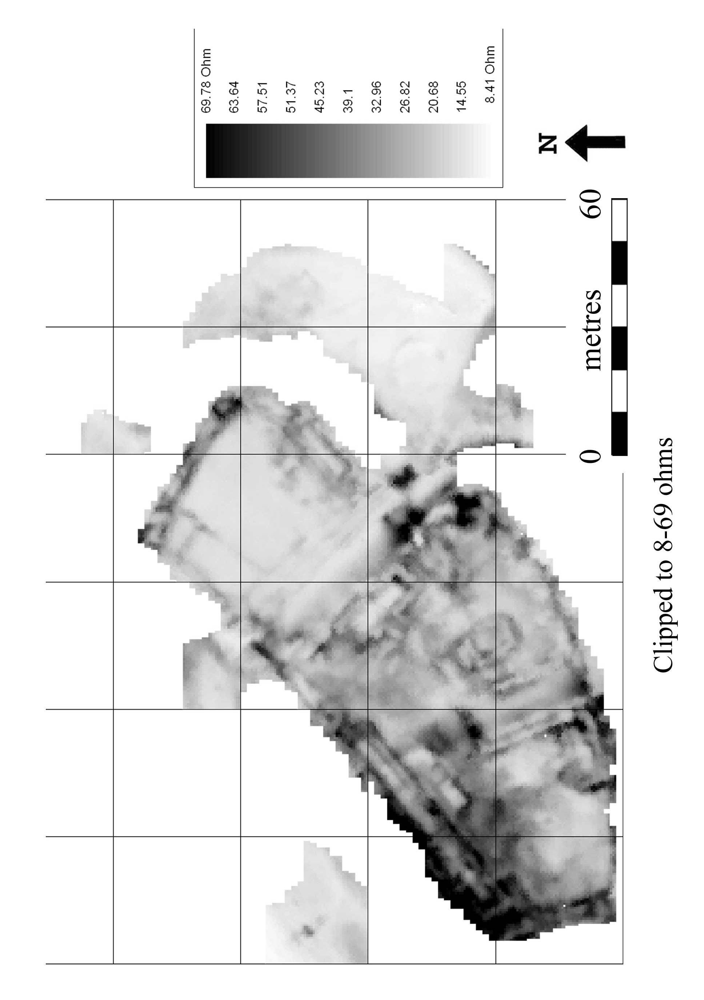 69.78 Ohm
63.64
57.51
51.37
45.23
39.1
32.96
26.82
20.68
14.55
8.41 Ohm
N
0 metres 60
Clipped to 8-69 ohms